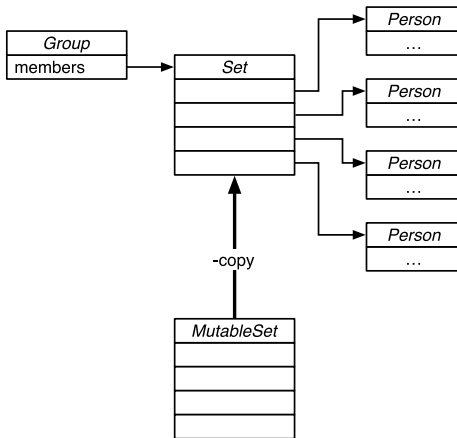 Group
members
Set
Person
...
Person
...
Person
...
Person
...
-copy
MutableSet